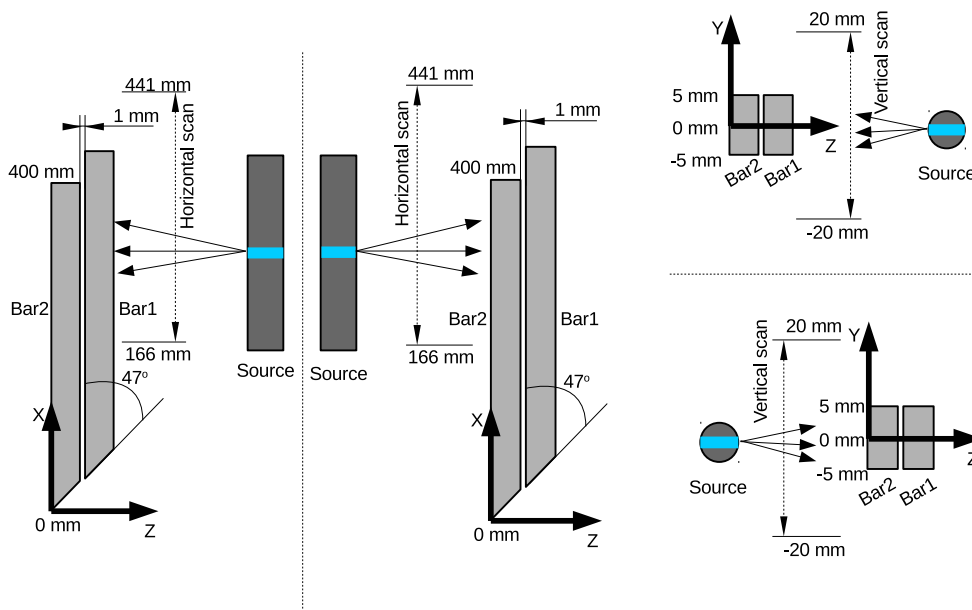 441 mm
1 mm
Horizontal scan
400 mm
Bar2
Bar1
166 mm
Source
47º
X
0 mm
Z
441 mm
1 mm
Horizontal scan
400 mm
Bar2
Bar1
166 mm
Source
47º
X
0 mm
Z
20 mm
Y
Vertical scan
5 mm
0 mm
-5 mm
Z
Bar2
Bar1
Source
-20 mm
20 mm
Y
Vertical scan
5 mm
0 mm
-5 mm
Z
Bar2
Bar1
Source
-20 mm